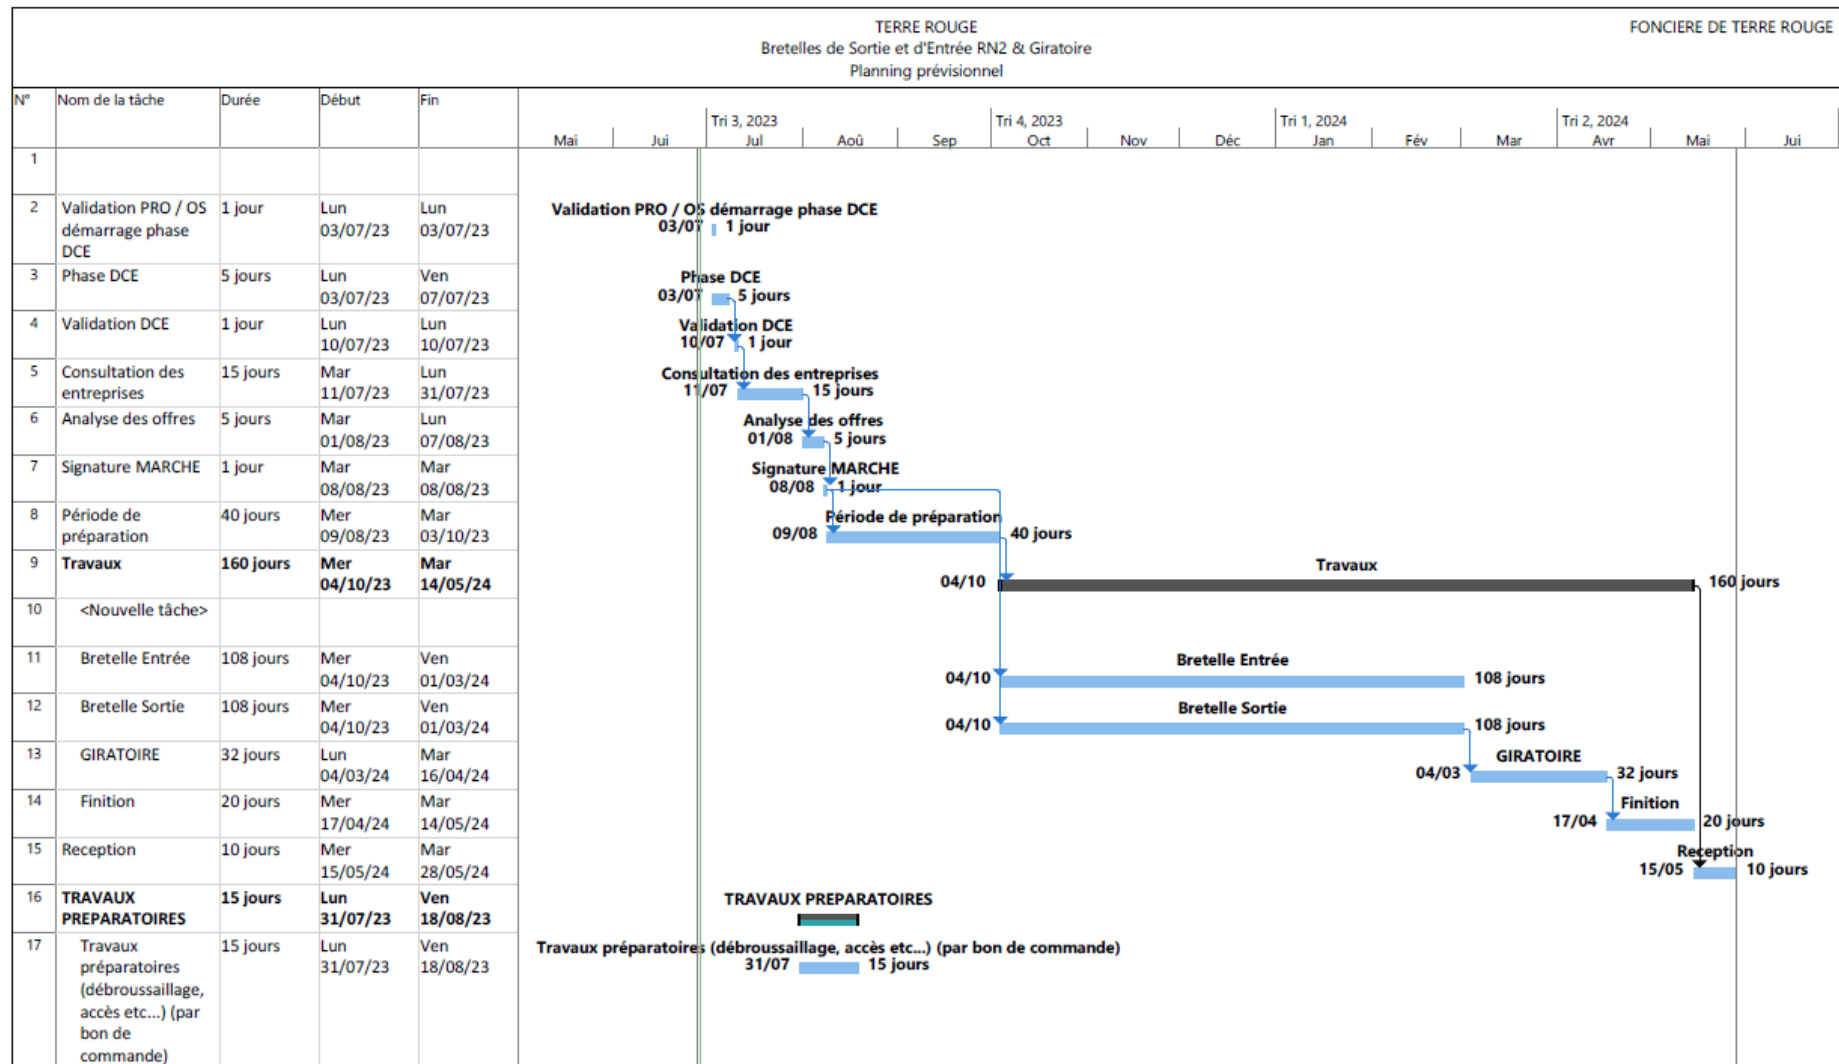 TERRE ROUGE
FONCIERE DE TERRE ROUGE
Bretelles de Sortie et d'Entrée RN2 & Giratoire
Planning prévisionnel
N° Nom de la tâche Durée Début Fin
Tri 3, 2023 Tri 4, 2023 Tri 1, 2024 Tri 2, 2024
Mai Jui Jul Aoû Sep Oct Nov Déc Jan Fév Mar Avr Mai Jui
1
2 Validation PRO / OS 1 jour Lun Lun
démarrage phase 03/07/23 03/07/23
DCE
Validation PRO / OS démarrage phase DCE
03/07 1 jour
3 Phase DCE 5 jours Lun Ven
03/07/23 07/07/23
Phase DCE
03/07 5 jours
4 Validation DCE 1 jour Lun Lun
10/07/23 10/07/23
Validation DCE
10/07 1 jour
5 Consultation des 15 jours Mar Lun
entreprises 11/07/23 31/07/23
Consultation des entreprises
11/07 15 jours
6 Analyse des offres 5 jours Mar Lun
01/08/23 07/08/23
Analyse des offres
01/08 5 jours
7 Signature MARCHE 1 jour Mar Mar
08/08/23 08/08/23
Signature MARCHE
08/08 1 jour
8 Période de 40 jours Mer Mar
préparation 09/08/23 03/10/23
Période de préparation
09/08 40 jours
9 Travaux 160 jours Mer Mar
04/10/23 14/05/24
Travaux
04/10 160 jours
10 <Nouvelle tâche>
11 Bretelle Entrée 108 jours Mer Ven
04/10/23 01/03/24
Bretelle Entrée
04/10 108 jours
12 Bretelle Sortie 108 jours Mer Ven
04/10/23 01/03/24
Bretelle Sortie
04/10 108 jours
13 GIRATOIRE 32 jours Lun Mar
04/03/24 16/04/24
GIRATOIRE
04/03 32 jours
14 Finition 20 jours Mer Mar
17/04/24 14/05/24
Finition
17/04 20 jours
15 Reception 10 jours Mer Mar
15/05/24 28/05/24
Reception
15/05 10 jours
16 TRAVAUX 15 jours Lun Ven
PREPARATOIRES 31/07/23 18/08/23
TRAVAUX PREPARATOIRES
17 Travaux 15 jours Lun Ven
préparatoires 31/07/23 18/08/23
(débroussaillage,
accès etc...) (par
bon de
commande)
Travaux préparatoires (débroussaillage, accès etc...) (par bon de commande)
31/07 15 jours